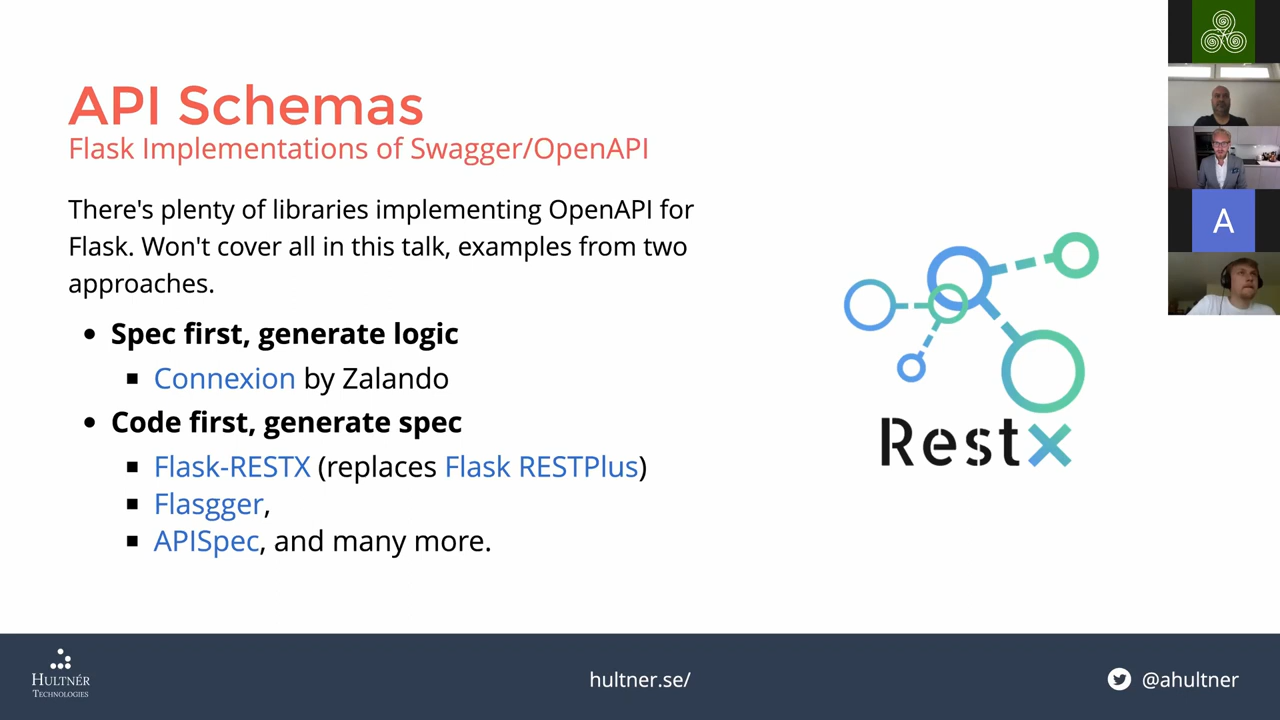 API Schemas
Flask Implementations of Swagger/OpenAPI
There's plenty of libraries implementing OpenAPI for
Flask. Won't cover all in this talk, examples from two
approaches.
• Spec first, generate logic
▪ Connexion by Zalando
• Code first, generate spec
▪ Flask-RESTX (replaces Flask RESTPlus)
▪ Flasgger,
▪ APISpec, and many more.
Restx
A
HULTNÉR
TECHNOLOGIES
hultner.se/
@ahultner